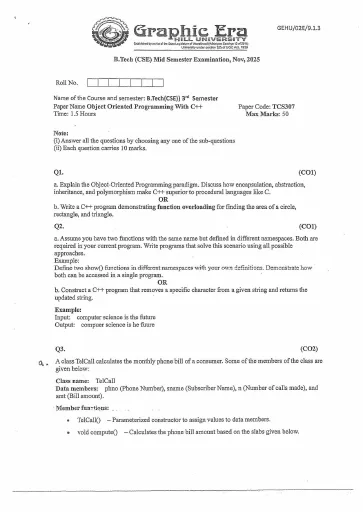 GEHU/02E/9.1.3
Graphic Era
HILL UNIVERSITY
B.Tech (CSE) Mid Semester Examination, Nov, 2025
Roll No.
Name of the Course and semester: B.Tech(CSE)) 3rd Semester
Paper Name Object Oriented Programming With C++ Paper Code: TCS307
Time: 1.5 Hours Max Marks: 50
Note:
(i) Answer all the questions by choosing any one of the sub-questions
(ii) Each question carries 10 marks.
Q1. (CO1)
a. Explain the Object-Oriented Programming paradigm. Discuss how encapsulation, abstraction,
inheritance, and polymorphism make C++ superior to procedural languages like C.
OR
b. Write a C++ program demonstrating function overloading for finding the area of a circle,
rectangle, and triangle.
Q2. (CO1)
a. Assume you have two functions with the same name but defined in different namespaces. Both are
required in your current program. Write programs that solve this scenario using all possible
approaches.
Example:
Define two show() functions in different namespaces with your own definitions. Demonstrate how
both can be accessed in a single program.
OR
b. Construct a C++ program that removes a specific character from a given string and returns the
updated string.
Example:
Input: computer science is the future
Output: compuer science is he fuure
Q3. (CO2)
a. A class TelCall calculates the monthly phone bill of a consumer. Some of the members of the class are
given below:
Class name: TelCall
Data members: phno (Phone Number), sname (Subscriber Name), n (Number of calls made), and
amt (Bill amount).
Member functions:
• TelCall() – Parameterized constructor to assign values to data members.
• void compute() – Calculates the phone bill amount based on the slabs given below.